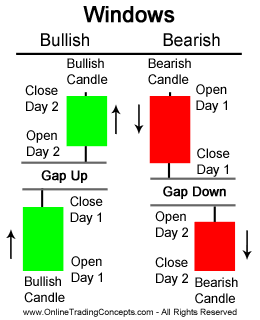 Windows
Bullish
Bearish
Bullish
Candle
Bearish
Candle
Close
Day 2
Open
Day 1
Open
Day 2
Close
Day 1
Gap Up
Gap Down
Close
Day 1
Open
Day 2
Open
Day 1
Close
Day 2
Bullish
Candle
Bearish
Candle
www.OnlineTradingConcepts.com - All Rights Reserved